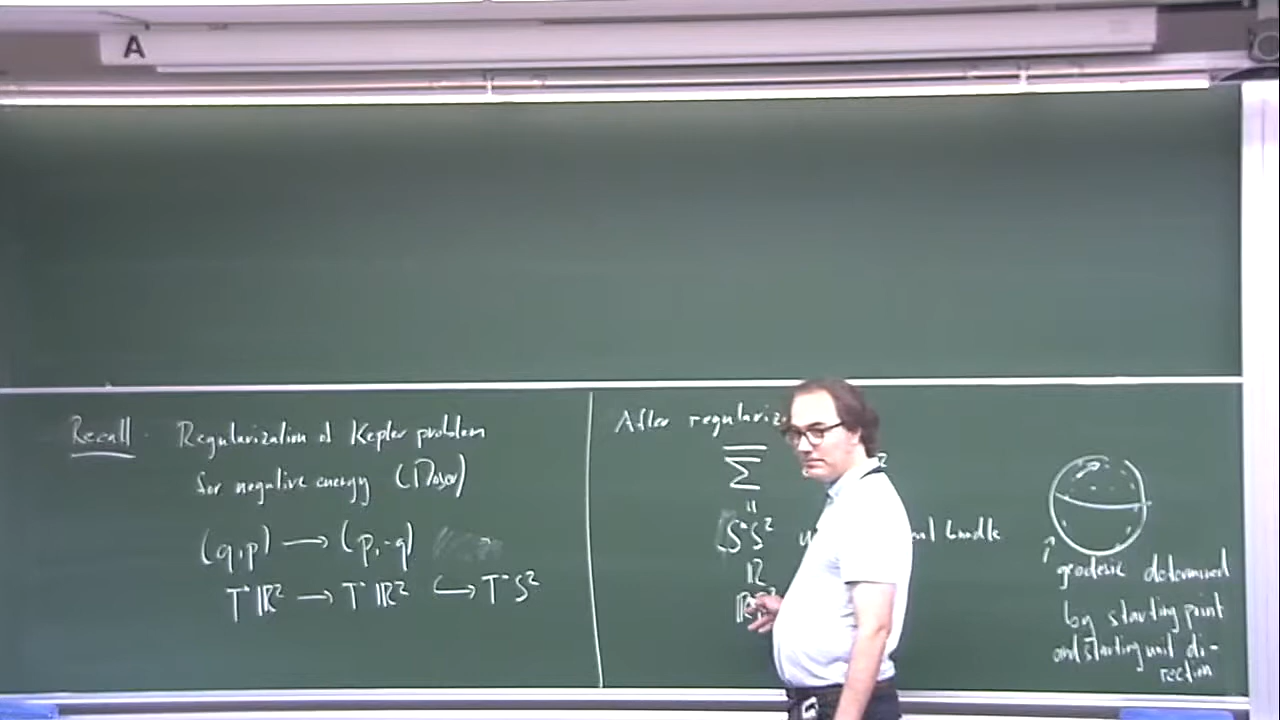 A
Recall. Regularization of Kepler problem
for negative energy (Moser)
(q,p) → (p,-q)
T*ℝ² → T*ℝ² ↪ T*S²
After regulariz
Σ̅
॥
S*S²
bundle
geodesic determined
by starting point
and starting unit di-
rection